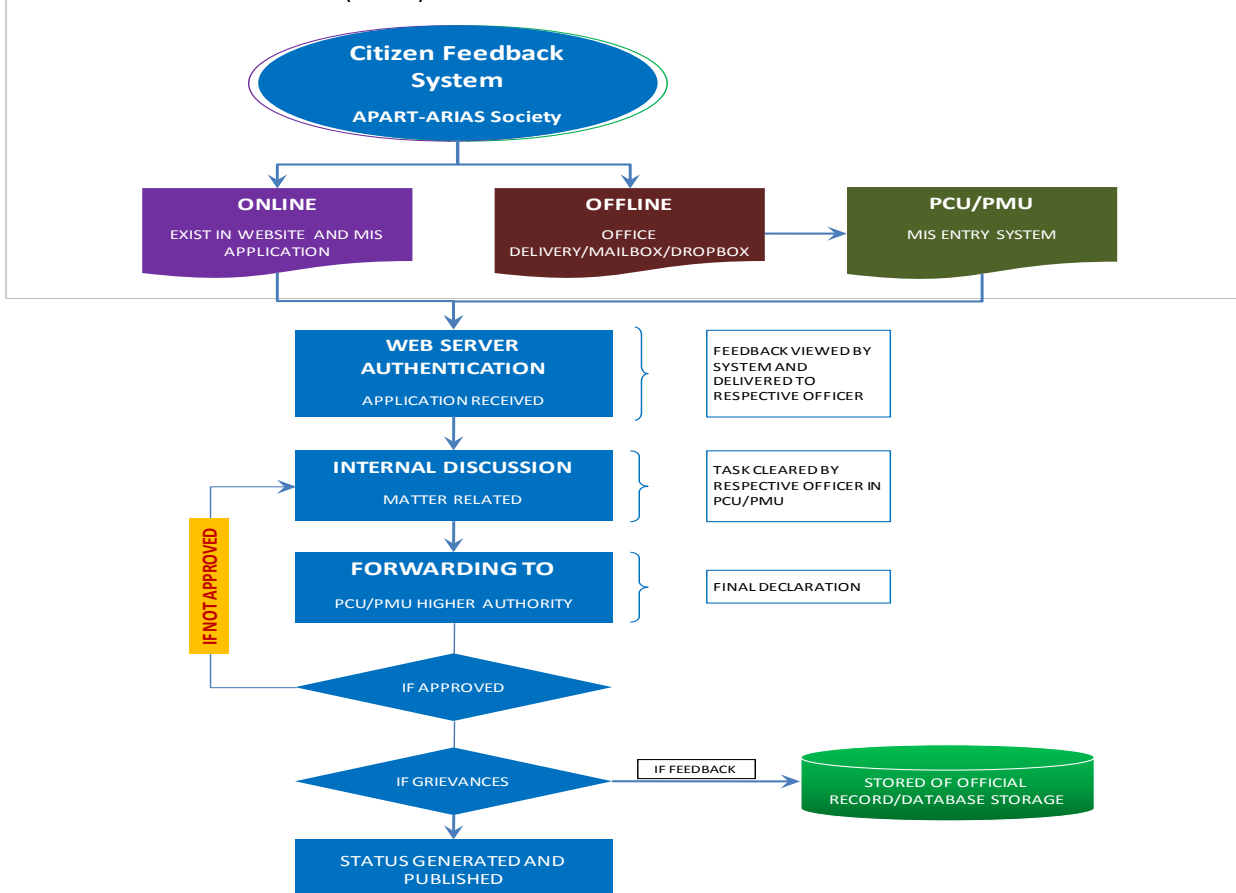 Citizen Feedback
System
APART-ARIAS Society
ONLINE
EXIST IN WEBSITE AND MIS
APPLICATION
OFFLINE
OFFICE
DELIVERY/MAILBOX/DROPBOX
PCU/PMU
MIS ENTRY SYSTEM
WEB SERVER
AUTHENTICATION
APPLICATION RECEIVED
FEEDBACK VIEWED BY
SYSTEM AND
DELIVERED TO
RESPECTIVE OFFICER
INTERNAL DISCUSSION
MATTER RELATED
TASK CLEARED BY
RESPECTIVE OFFICER IN
PCU/PMU
IF NOT APPROVED
FORWARDING TO
PCU/PMU HIGHER AUTHORITY
FINAL DECLARATION
IF APPROVED
IF GRIEVANCES
IF FEEDBACK
STORED OF OFFICIAL
RECORD/DATABASE STORAGE
STATUS GENERATED AND
PUBLISHED